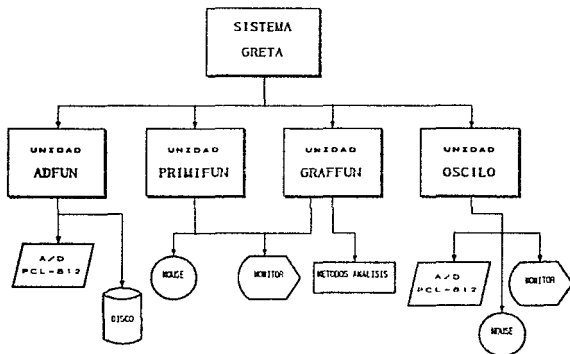 SISTEMA
GRETA
UNIDAD
ADFUN
UNIDAD
PRIMIFUN
UNIDAD
GRAFFUN
UNIDAD
OSCILO
A/D
PCL-812
MOUSE
MONITOR
METODOS ANALISIS
A/D
PCL-812
MONITOR
DISCO
MOUSE